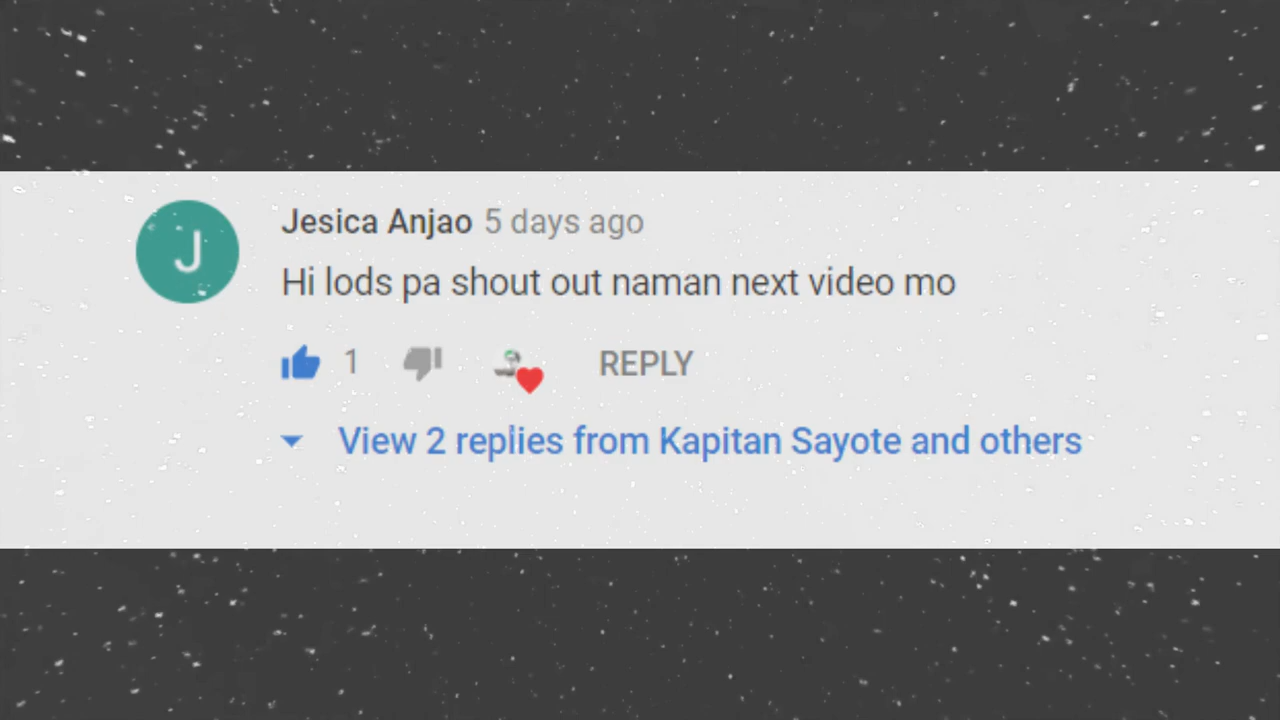 J
Jesica Anjao 5 days ago
Hi lods pa shout out naman next video mo
1 REPLY
View 2 replies from Kapitan Sayote and others